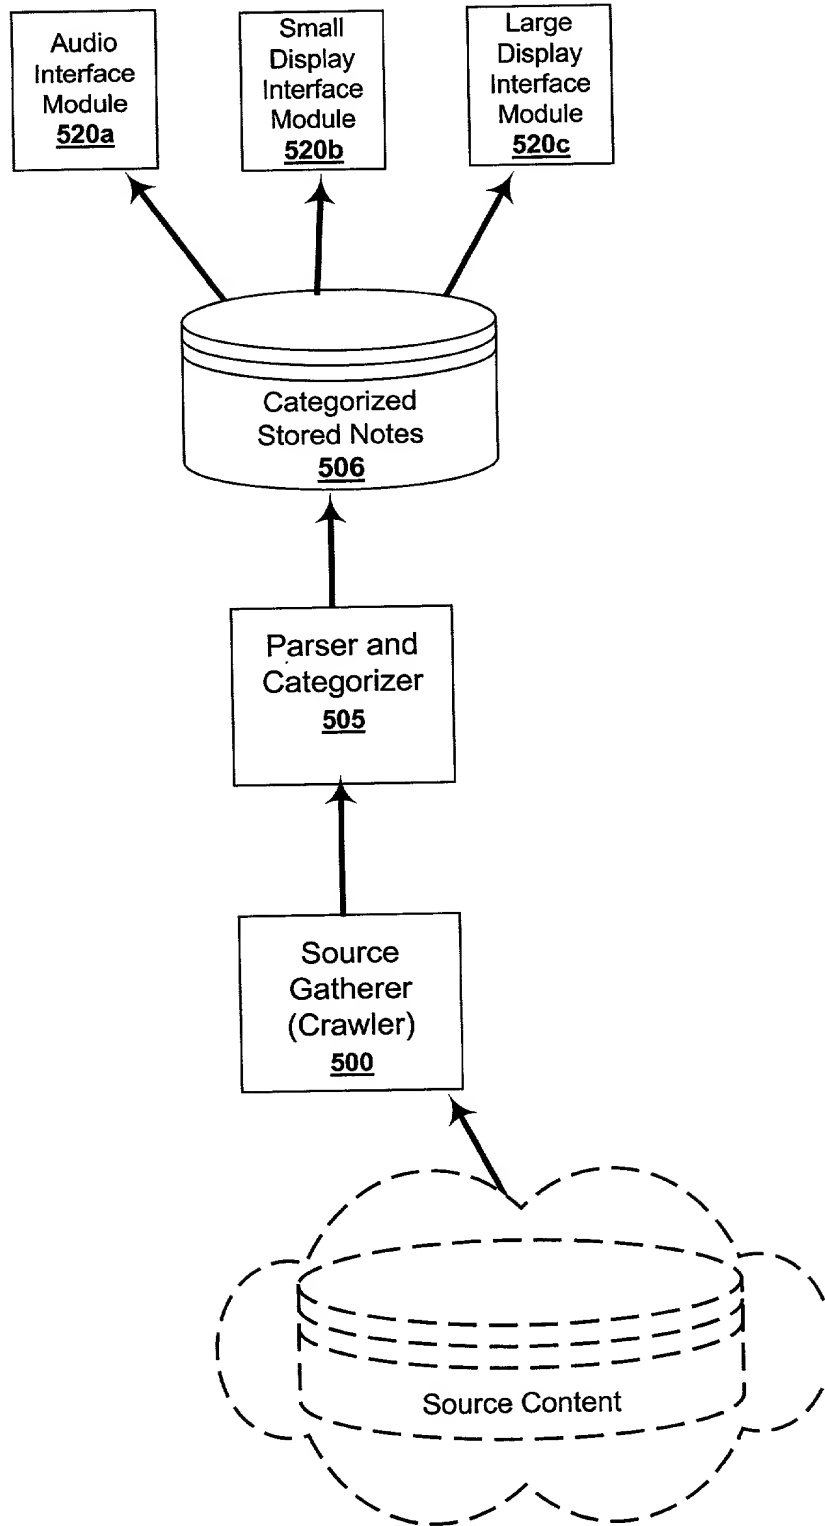 Audio
Interface
Module
520a
Small
Display
Interface
Module
520b
Large
Display
Interface
Module
520c
Categorized
Stored Notes
506
Parser and
Categorizer
505
Source
Gatherer
(Crawler)
500
Source Content